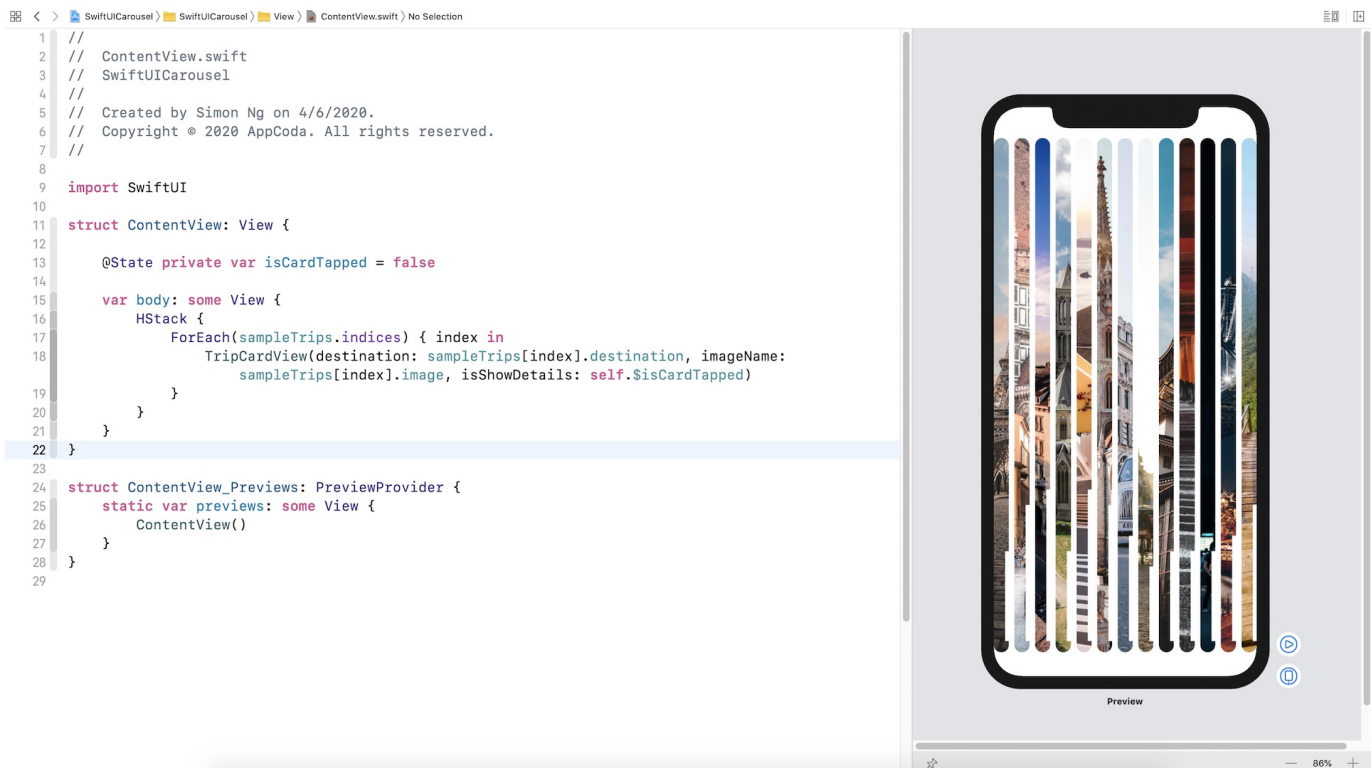 SwiftUICarousel 〉 SwiftUICarousel 〉 View 〉 ContentView.swift 〉 No Selection
1 //
2 //  ContentView.swift
3 //  SwiftUICarousel
4 //
5 //  Created by Simon Ng on 4/6/2020.
6 //  Copyright © 2020 AppCoda. All rights reserved.
7 //
8
9 import SwiftUI
10
11 struct ContentView: View {
12
13     @State private var isCardTapped = false
14
15     var body: some View {
16         HStack {
17             ForEach(sampleTrips.indices) { index in
18                 TripCardView(destination: sampleTrips[index].destination, imageName:
                    sampleTrips[index].image, isShowDetails: self.$isCardTapped)
19             }
20         }
21     }
22 }
23
24 struct ContentView_Previews: PreviewProvider {
25     static var previews: some View {
26         ContentView()
27     }
28 }
29
Preview
86%